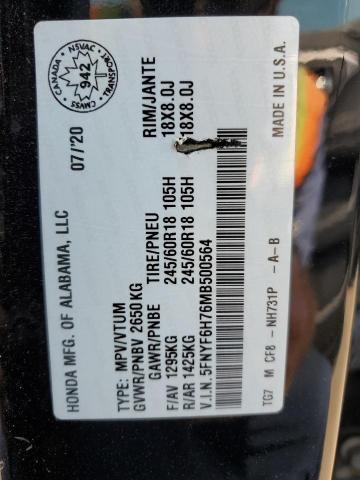 HONDA MFG. OF ALABAMA, LLC 07/'20
CANADA NSVAC TRANSPORT CMVSS
942
TYPE: MPV/VTUM
GVWR/PNBV 2650KG
GAWR/PNBE TIRE/PNEU RIM/JANTE
F/AV 1295KG 245/60R18 105H 18X8.0J
R/AR 1425KG 245/60R18 105H 18X8.0J
V.I.N.:5FNYF6H76MB500564
TG7 M CF8 - NH731P - A-B MADE IN U.S.A.